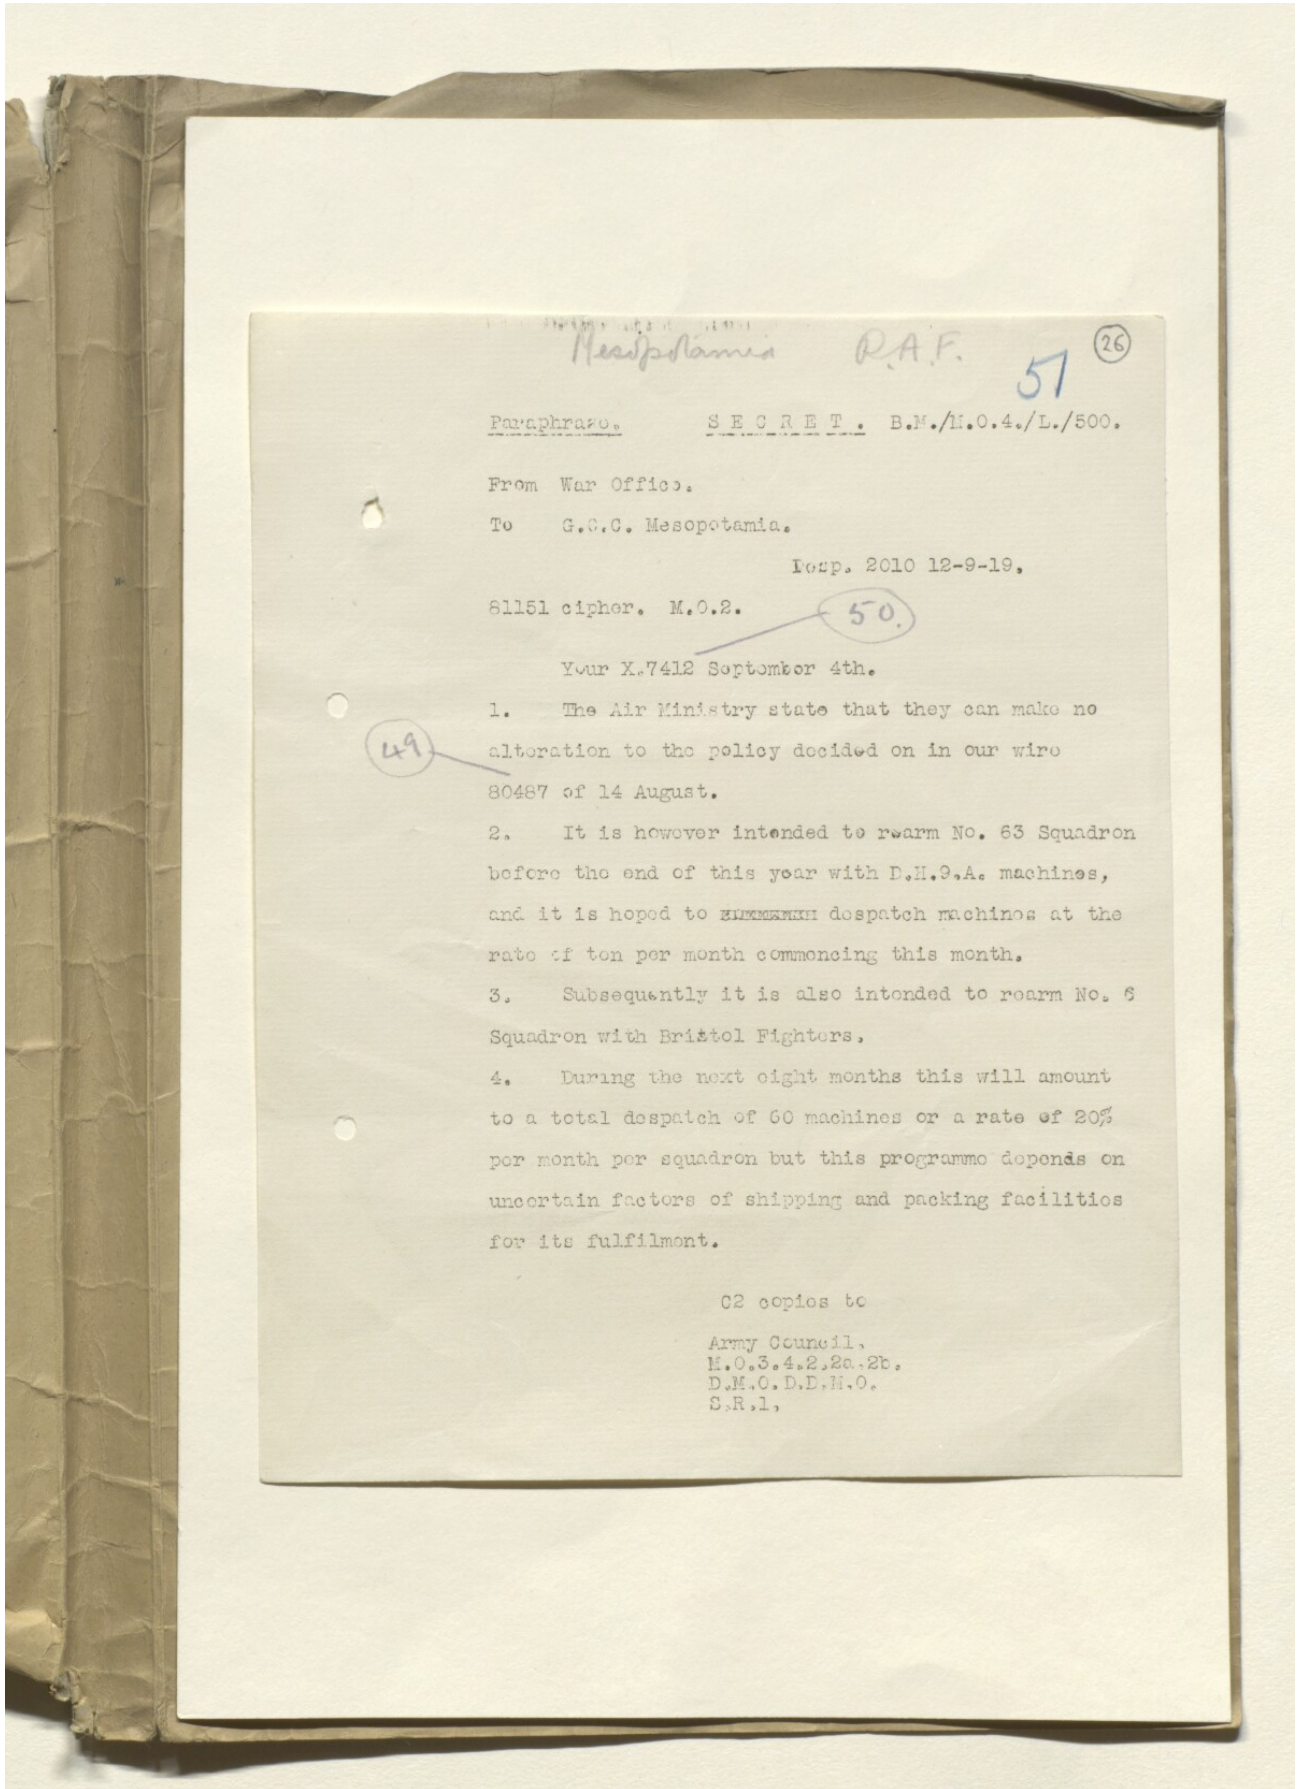 Mesopotamia R.A.F.
26
51
Paraphrase. SECRET. B.M./M.O.4./L./500.
From War Office.
To G.O.C. Mesopotamia.
Desp. 2010 12-9-19.
81151 cipher. M.O.2.
50.
Your X.7412 September 4th.
1. The Air Ministry state that they can make no
49
alteration to the policy decided on in our wire
80487 of 14 August.
2. It is however intended to rearm No. 63 Squadron
before the end of this year with D.H.9.A. machines,
and it is hoped to despatch machines at the
rate of ten per month commencing this month.
3. Subsequently it is also intended to rearm No. 6
Squadron with Bristol Fighters.
4. During the next eight months this will amount
to a total despatch of 60 machines or a rate of 20%
per month per squadron but this programme depends on
uncertain factors of shipping and packing facilities
for its fulfilment.
C2 copies to
Army Council.
M.O.3.4.2.2a.2b.
D.M.O. D.D.M.O.
S.R.1.